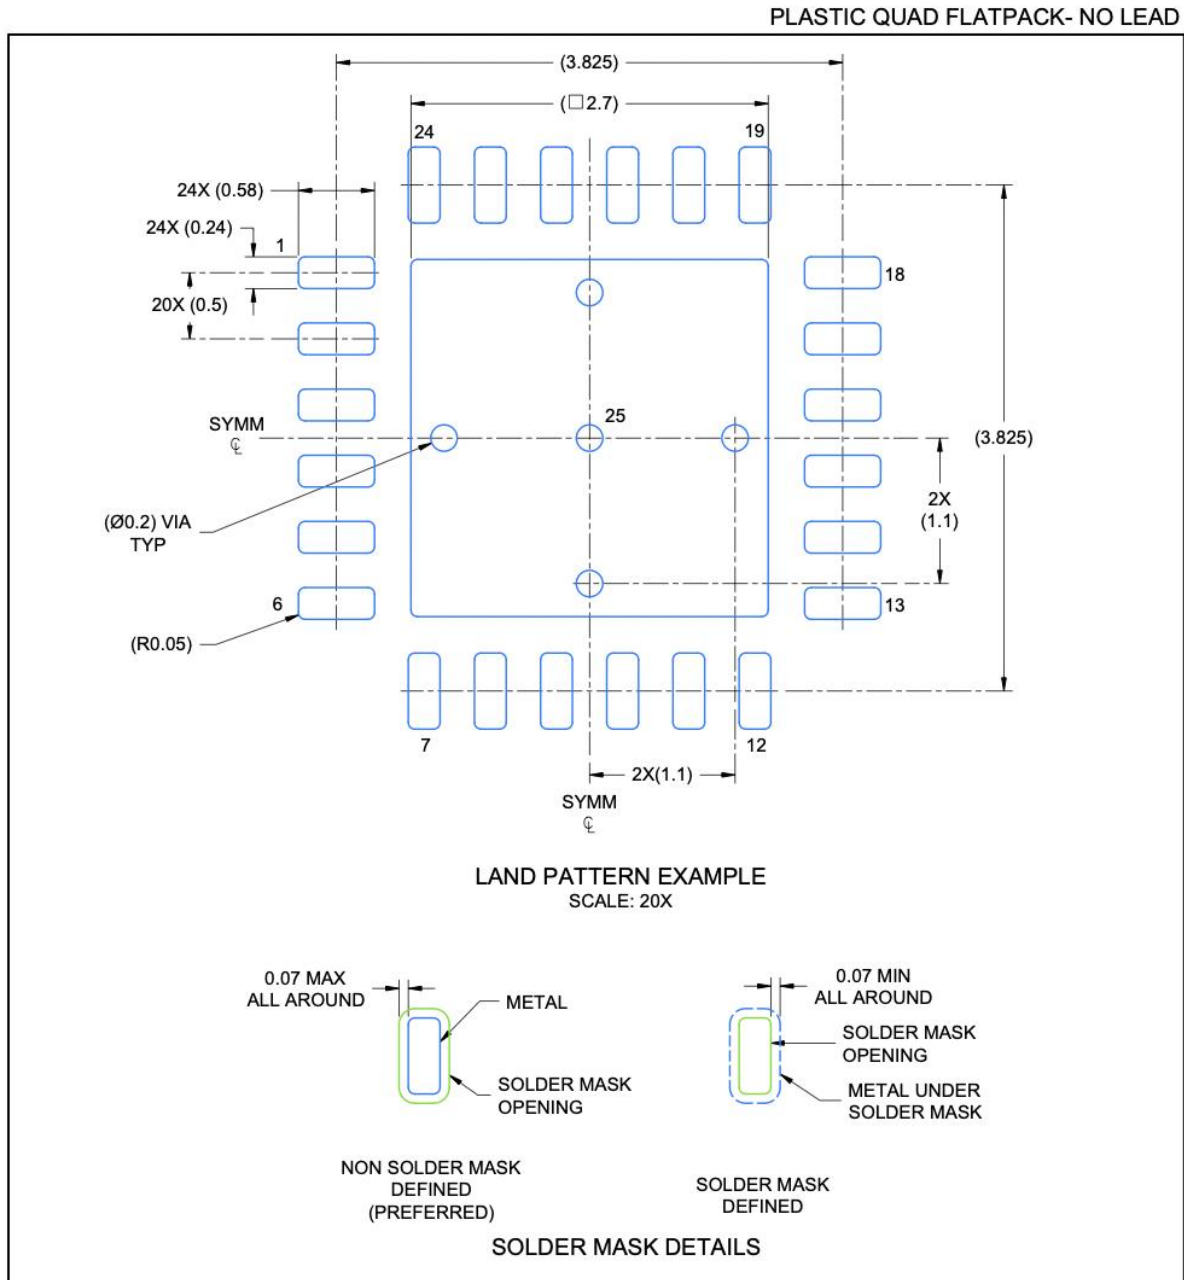 PLASTIC QUAD FLATPACK- NO LEAD
(3.825)
(□2.7)
24
19
24X (0.58)
24X (0.24)
1
18
20X (0.5)
SYMM
℄
25
(3.825)
2X
(1.1)
(Ø0.2) VIA
TYP
6
13
(R0.05)
7
12
2X(1.1)
SYMM
℄
LAND PATTERN EXAMPLE
SCALE: 20X
0.07 MAX
ALL AROUND
METAL
SOLDER MASK
OPENING
NON SOLDER MASK
DEFINED
(PREFERRED)
0.07 MIN
ALL AROUND
SOLDER MASK
OPENING
METAL UNDER
SOLDER MASK
SOLDER MASK
DEFINED
SOLDER MASK DETAILS